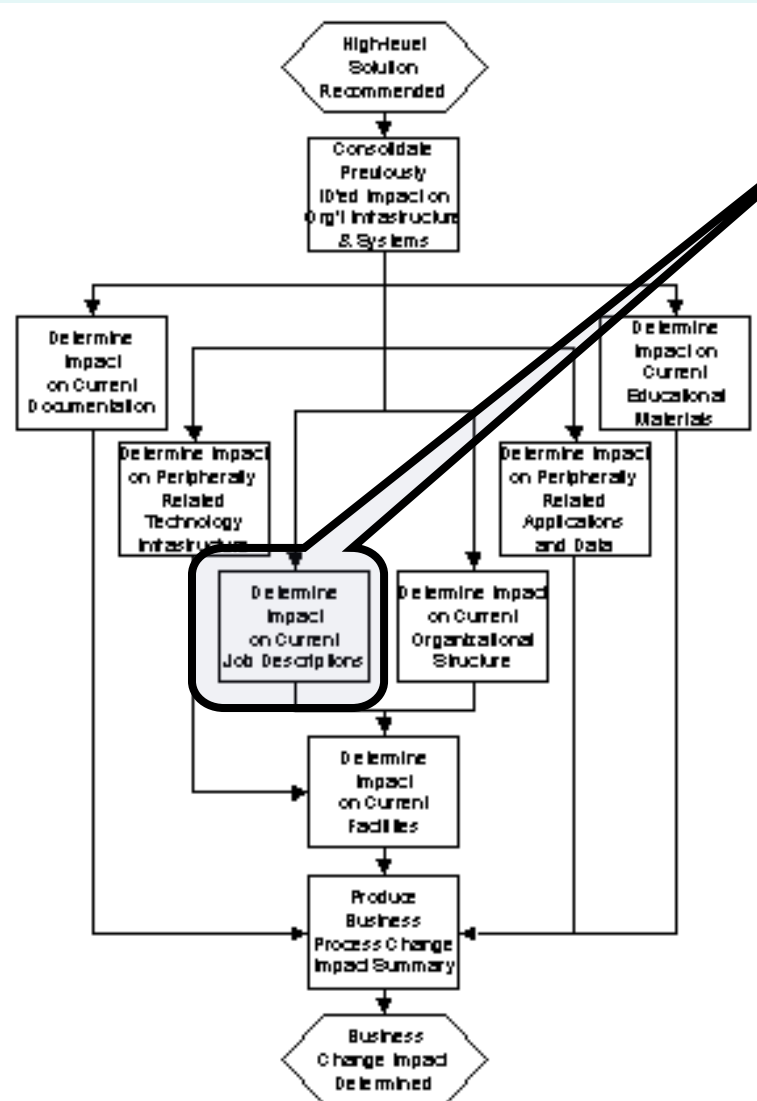 High-level
Solution
Recommended
Consolidate
Previously
ID'ed Impact on
Org'l Infrastructure
& Systems
Determine
Impact
on Current
Documentation
Determine
Impact on
Current
Educational
Materials
Determine Impact
on Peripherally
Related
Technology
Infrastructure
Determine Impact
on Peripherally
Related
Applications
and Data
Determine
Impact
on Current
Job Descriptions
Determine Impact
on Current
Organizational
Structure
Determine
Impact
on Current
Facilities
Produce
Business
Process Change
Impact Summary
Business
Change Impact
Determined